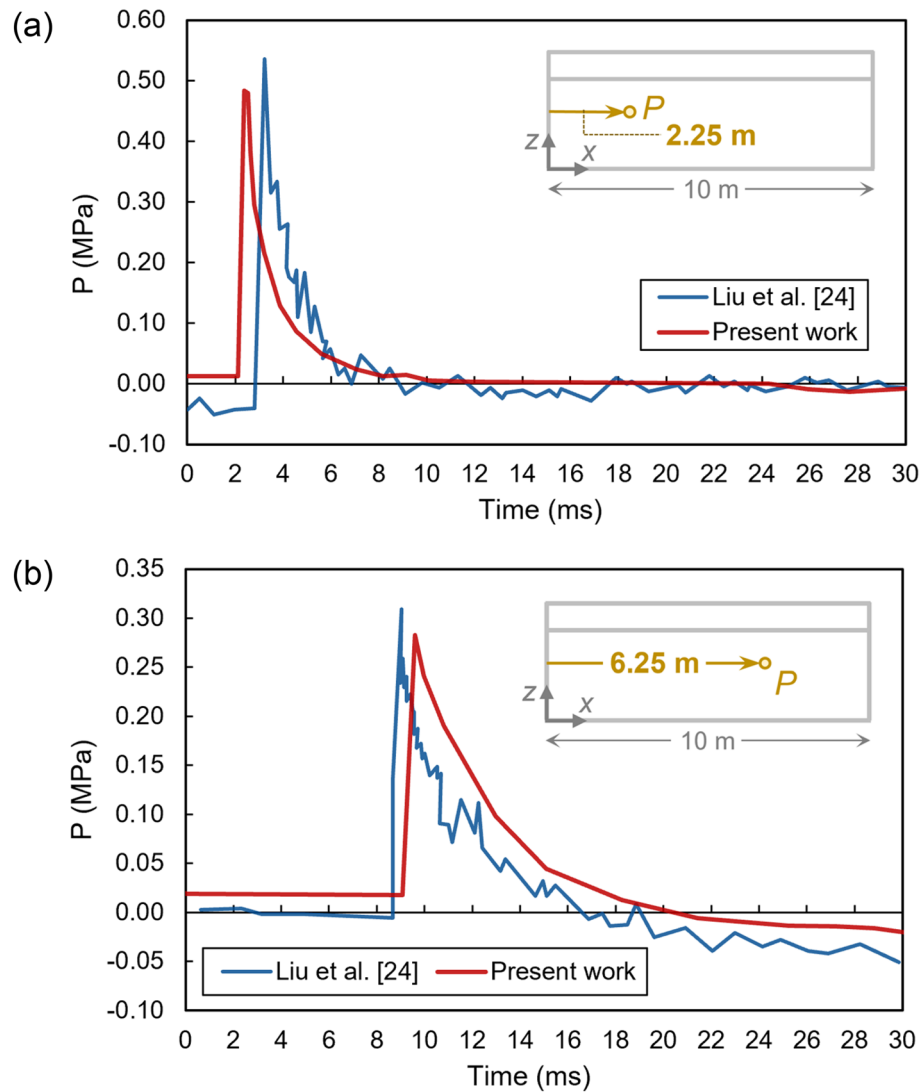 (a)
P (MPa)
0.60
0.50
0.40
0.30
0.20
0.10
0.00
-0.10
P
2.25 m
z
x
10 m
Liu et al. [24]
Present work
0 2 4 6 8 10 12 14 16 18 20 22 24 26 28 30
Time (ms)
(b)
P (MPa)
0.35
0.30
0.25
0.20
0.15
0.10
0.05
0.00
-0.05
-0.10
6.25 m
P
z
x
10 m
Liu et al. [24] Present work
0 2 4 6 8 10 12 14 16 18 20 22 24 26 28 30
Time (ms)